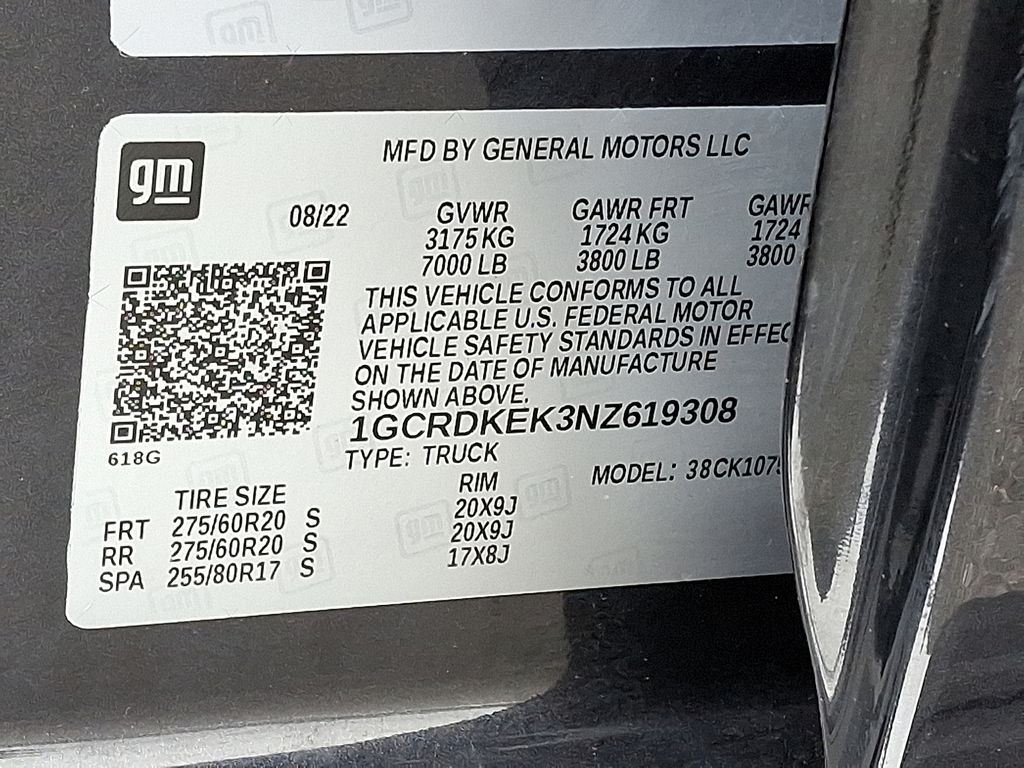 gm
MFD BY GENERAL MOTORS LLC
08/22 GVWR GAWR FRT GAWR
3175 KG 1724 KG 1724
7000 LB 3800 LB 3800
THIS VEHICLE CONFORMS TO ALL
APPLICABLE U.S. FEDERAL MOTOR
VEHICLE SAFETY STANDARDS IN EFFEC
ON THE DATE OF MANUFACTURE
SHOWN ABOVE.
1GCRDKEK3NZ619308
618G
TYPE: TRUCK
MODEL: 38CK107
TIRE SIZE RIM
FRT 275/60R20 S 20X9J
RR 275/60R20 S 20X9J
SPA 255/80R17 S 17X8J